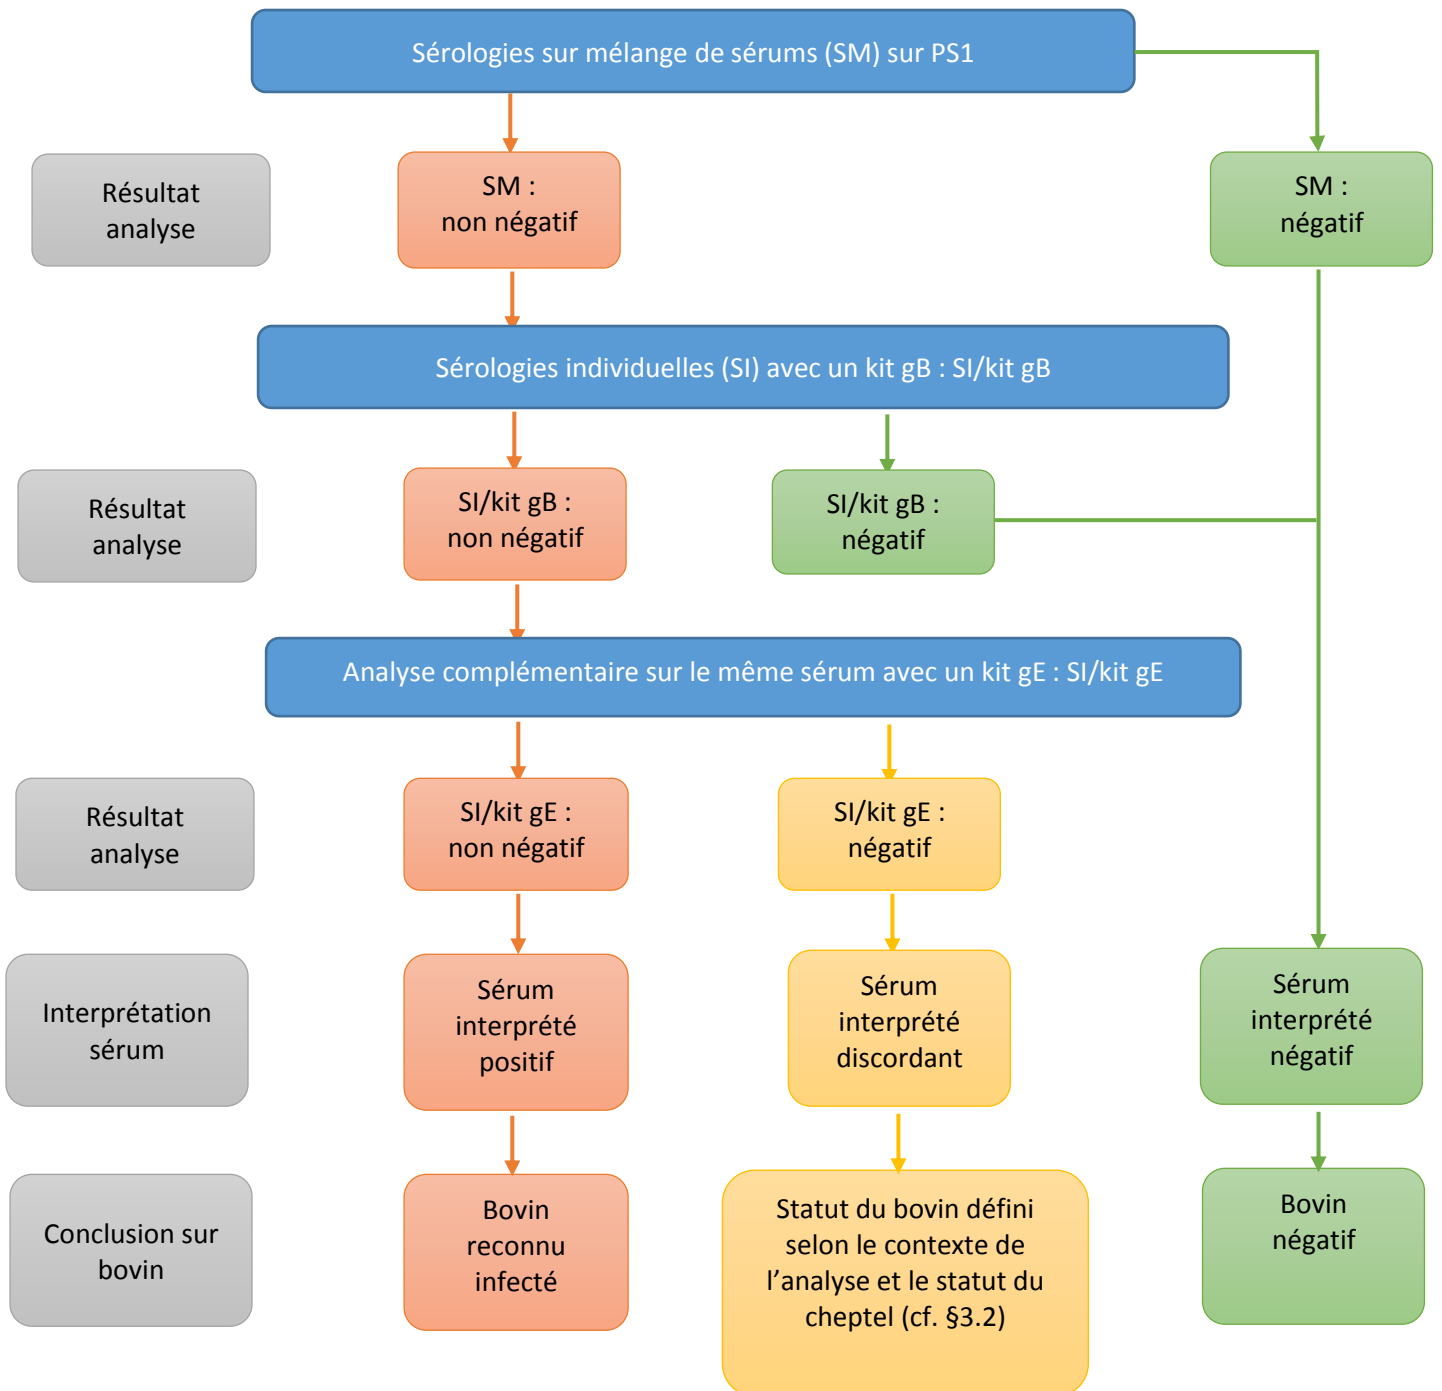 Sérologies sur mélange de sérums (SM) sur PS1
Résultat
analyse
SM :
non négatif
SM :
négatif
Sérologies individuelles (SI) avec un kit gB : SI/kit gB
Résultat
analyse
SI/kit gB :
non négatif
SI/kit gB :
négatif
Analyse complémentaire sur le même sérum avec un kit gE : SI/kit gE
Résultat
analyse
SI/kit gE :
non négatif
SI/kit gE :
négatif
Interprétation
sérum
Sérum
interprété
positif
Sérum
interprété
discordant
Sérum
interprété
négatif
Conclusion sur
bovin
Bovin
reconnu
infecté
Statut du bovin défini
selon le contexte de
l’analyse et le statut du
cheptel (cf. §3.2)
Bovin
négatif